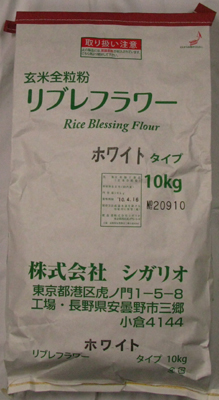 取り扱い注意
玄米全粒粉
リブレフラワー
Rice Blessing Flour
ホワイト タイプ
10kg
10.4.16
20910
株式会社 シガリオ
東京都港区虎ノ門1-5-8
工場・長野県安曇野市三郷
小倉4144
ホワイト
リブレフラワー タイプ 10kg